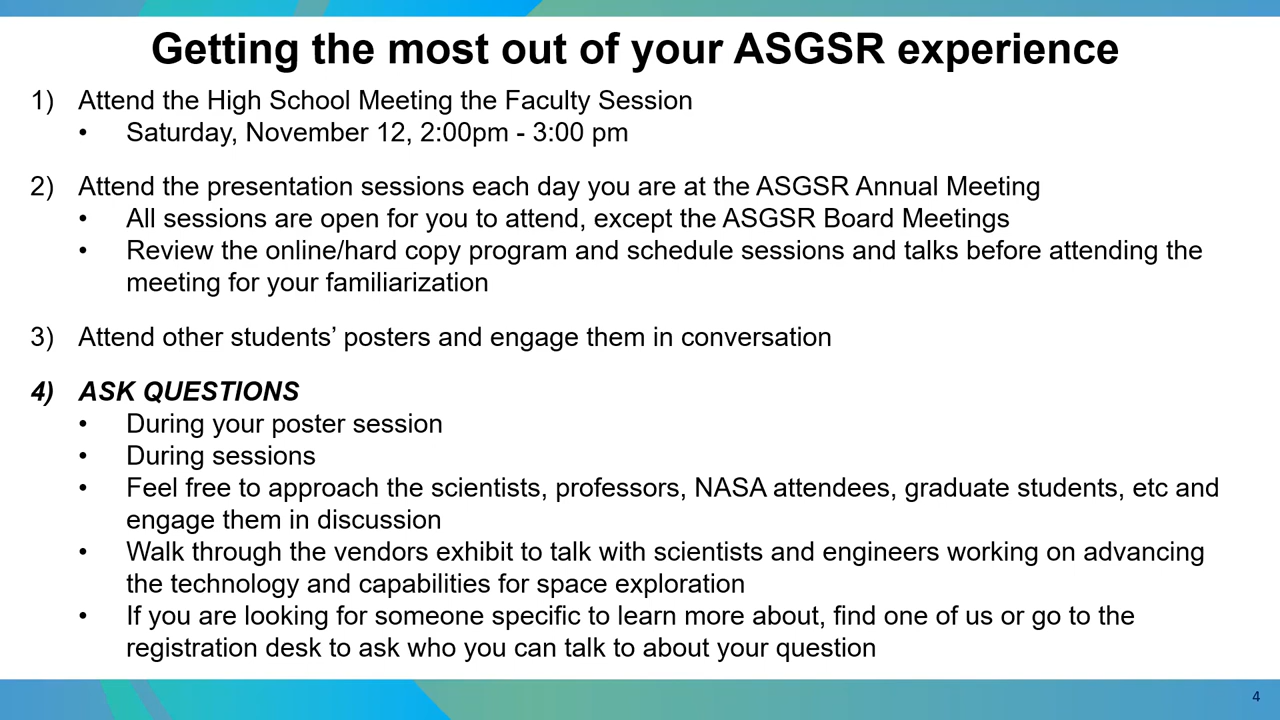 Getting the most out of your ASGSR experience
1) Attend the High School Meeting the Faculty Session
• Saturday, November 12, 2:00pm - 3:00 pm
2) Attend the presentation sessions each day you are at the ASGSR Annual Meeting
• All sessions are open for you to attend, except the ASGSR Board Meetings
• Review the online/hard copy program and schedule sessions and talks before attending the
meeting for your familiarization
3) Attend other students’ posters and engage them in conversation
4) ASK QUESTIONS
• During your poster session
• During sessions
• Feel free to approach the scientists, professors, NASA attendees, graduate students, etc and
engage them in discussion
• Walk through the vendors exhibit to talk with scientists and engineers working on advancing
the technology and capabilities for space exploration
• If you are looking for someone specific to learn more about, find one of us or go to the
registration desk to ask who you can talk to about your question
4